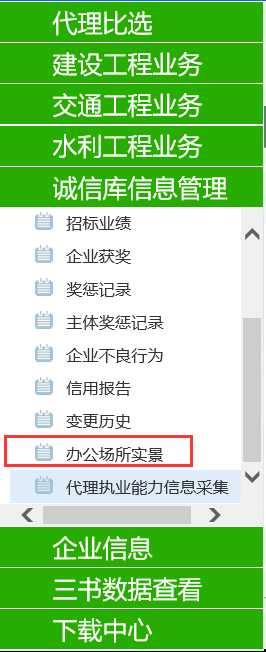 代理比选
建设工程业务
交通工程业务
水利工程业务
诚信库信息管理
招标业绩
企业获奖
奖惩记录
主体奖惩记录
企业不良行为
信用报告
变更历史
办公场所实景
代理执业能力信息采集
企业信息
三书数据查看
下载中心